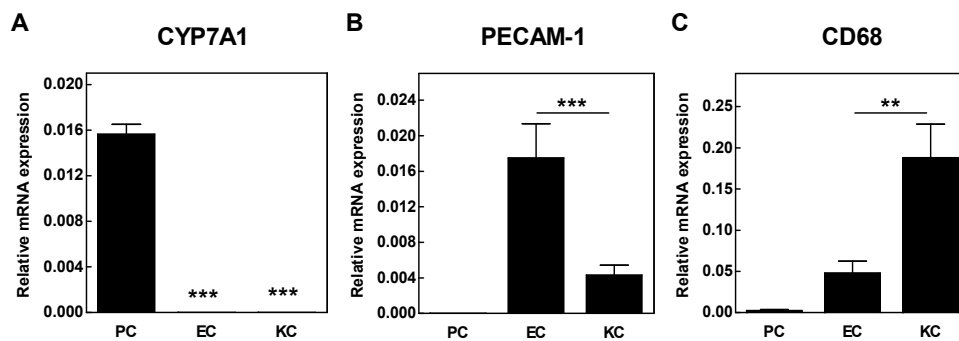 A
CYP7A1
Relative mRNA expression
0.020
0.016
0.012
0.008
0.004
0.000
***
***
PC
EC
KC
B
PECAM-1
Relative mRNA expression
0.024
0.020
0.016
0.012
0.008
0.004
0.000
***
PC
EC
KC
C
CD68
Relative mRNA expression
0.25
0.20
0.15
0.10
0.05
0.00
**
PC
EC
KC